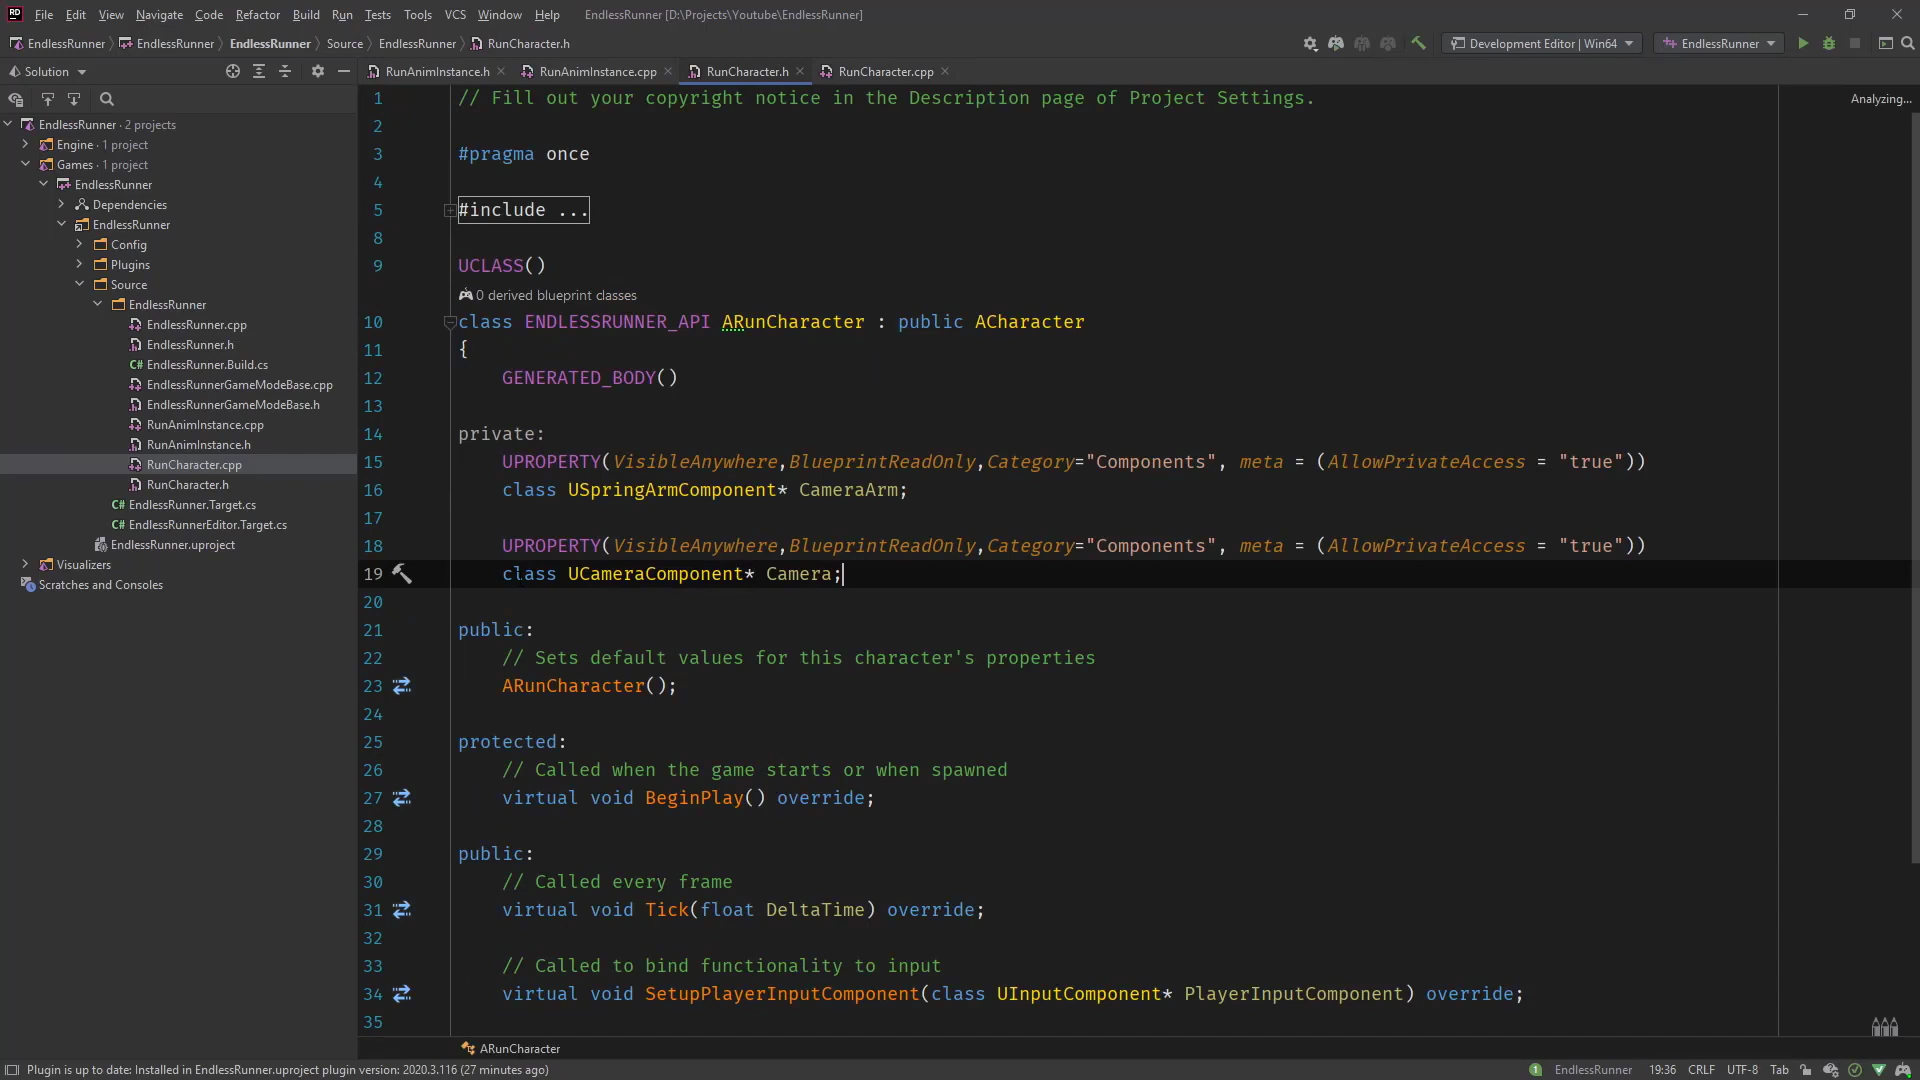 RD File Edit View Navigate Code Refactor Build Run Tests Tools VCS Window Help EndlessRunner [D:\Projects\Youtube\EndlessRunner]
EndlessRunner EndlessRunner EndlessRunner Source EndlessRunner RunCharacter.h Development Editor | Win64 EndlessRunner
Solution
RunAnimInstance.h RunAnimInstance.cpp RunCharacter.h RunCharacter.cpp
EndlessRunner · 2 projects
Engine · 1 project
Games · 1 project
EndlessRunner
Dependencies
EndlessRunner
Config
Plugins
Source
EndlessRunner
EndlessRunner.cpp
EndlessRunner.h
C# EndlessRunner.Build.cs
EndlessRunnerGameModeBase.cpp
EndlessRunnerGameModeBase.h
RunAnimInstance.cpp
RunAnimInstance.h
RunCharacter.cpp
RunCharacter.h
C# EndlessRunner.Target.cs
C# EndlessRunnerEditor.Target.cs
EndlessRunner.uproject
Visualizers
Scratches and Consoles
Analyzing...
1 // Fill out your copyright notice in the Description page of Project Settings.
2
3 #pragma once
4
5 #include ...
8
9 UCLASS()
0 derived blueprint classes
10 class ENDLESSRUNNER_API ARunCharacter : public ACharacter
11 {
12 GENERATED_BODY()
13
14 private:
15 UPROPERTY(VisibleAnywhere,BlueprintReadOnly,Category="Components", meta = (AllowPrivateAccess = "true"))
16 class USpringArmComponent* CameraArm;
17
18 UPROPERTY(VisibleAnywhere,BlueprintReadOnly,Category="Components", meta = (AllowPrivateAccess = "true"))
19 class UCameraComponent* Camera;
20
21 public:
22 // Sets default values for this character's properties
23 ARunCharacter();
24
25 protected:
26 // Called when the game starts or when spawned
27 virtual void BeginPlay() override;
28
29 public:
30 // Called every frame
31 virtual void Tick(float DeltaTime) override;
32
33 // Called to bind functionality to input
34 virtual void SetupPlayerInputComponent(class UInputComponent* PlayerInputComponent) override;
35
ARunCharacter
Plugin is up to date: Installed in EndlessRunner.uproject plugin version: 2020.3.116 (27 minutes ago) 1 EndlessRunner 19:36 CRLF UTF-8 Tab